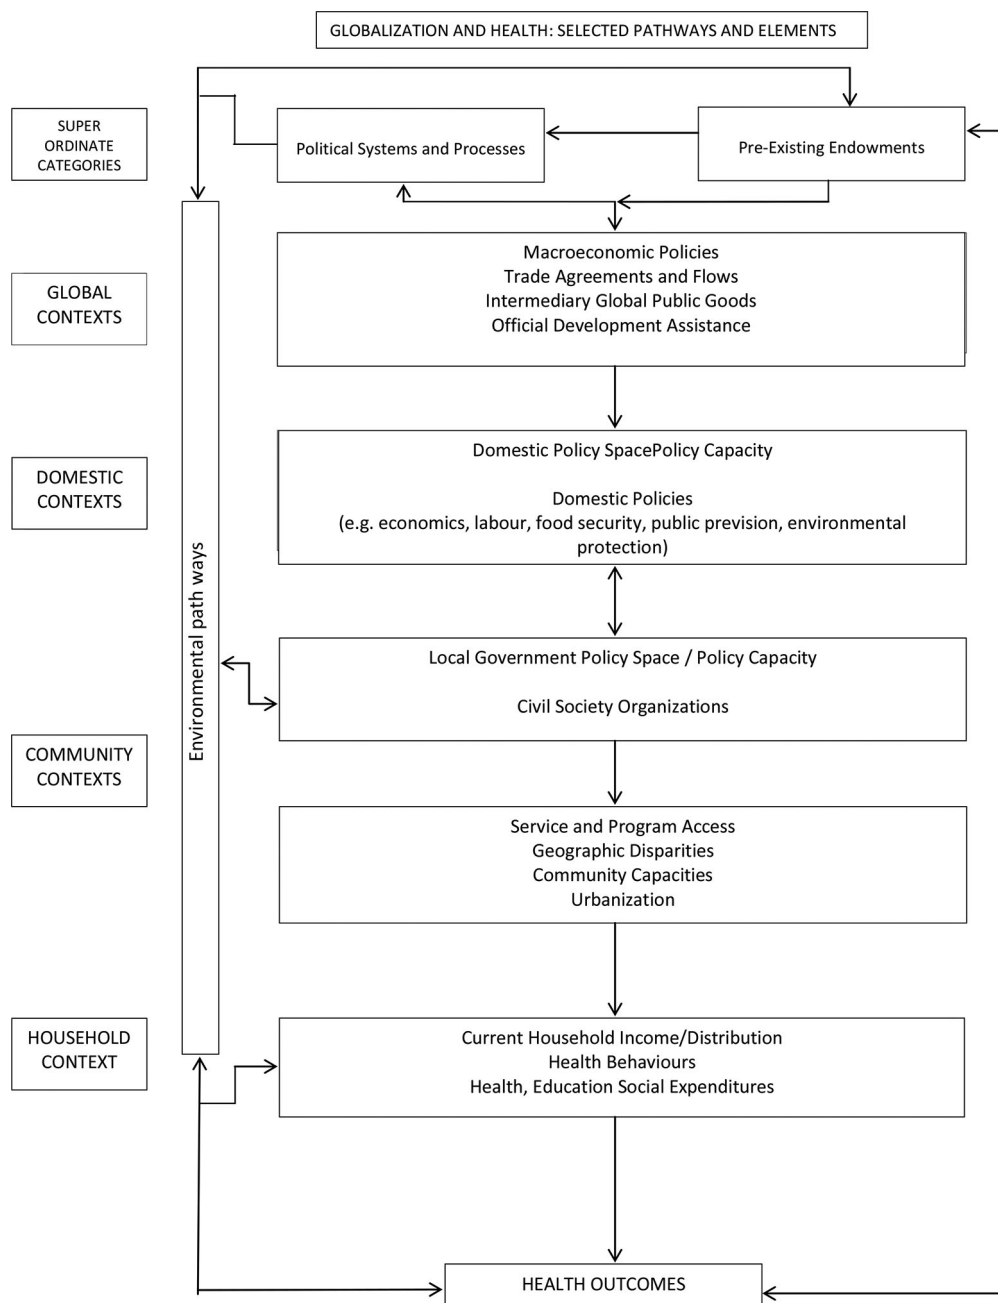 GLOBALIZATION AND HEALTH: SELECTED PATHWAYS AND ELEMENTS
SUPER
ORDINATE
CATEGORIES
Political Systems and Processes
Pre-Existing Endowments
GLOBAL
CONTEXTS
Macroeconomic Policies
Trade Agreements and Flows
Intermediary Global Public Goods
Official Development Assistance
DOMESTIC
CONTEXTS
Domestic Policy SpacePolicy Capacity
Domestic Policies
(e.g. economics, labour, food security, public prevision, environmental
protection)
Environmental path ways
Local Government Policy Space / Policy Capacity
Civil Society Organizations
COMMUNITY
CONTEXTS
Service and Program Access
Geographic Disparities
Community Capacities
Urbanization
HOUSEHOLD
CONTEXT
Current Household Income/Distribution
Health Behaviours
Health, Education Social Expenditures
HEALTH OUTCOMES